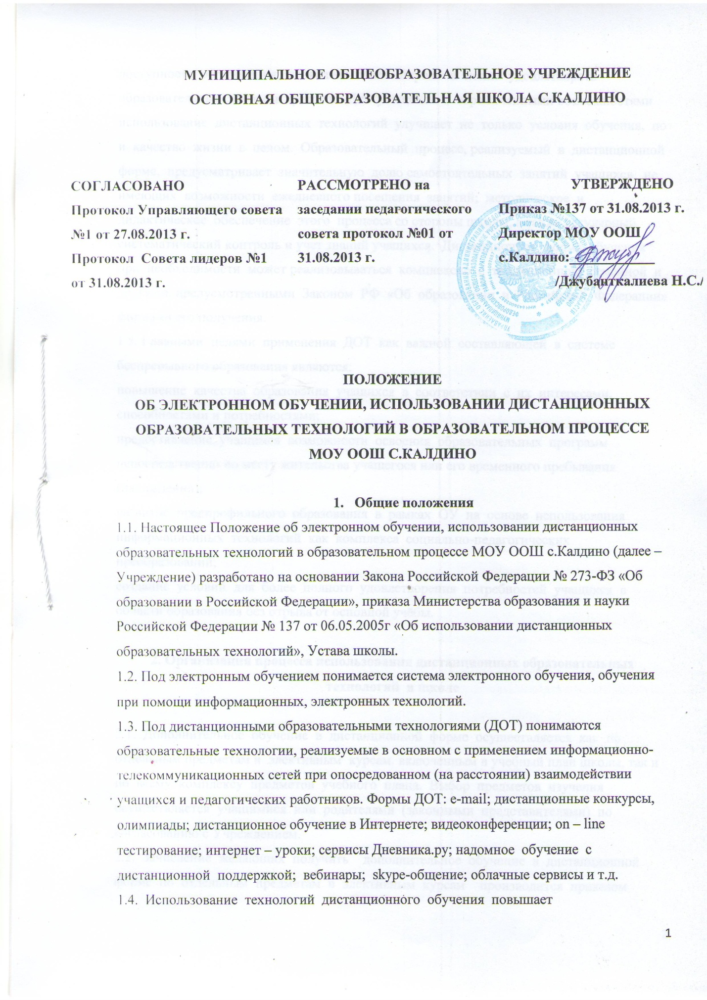 МУНИЦИПАЛЬНОЕ ОБЩЕОБРАЗОВАТЕЛЬНОЕ УЧРЕЖДЕНИЕ
ОСНОВНАЯ ОБЩЕОБРАЗОВАТЕЛЬНАЯ ШКОЛА С.КАЛДИНО
СОГЛАСОВАНО
Протокол Управляющего совета
№1 от 27.08.2013 г.
Протокол Совета лидеров №1
от 31.08.2013 г.
РАССМОТРЕНО на
заседании педагогического
совета протокол №01 от
31.08.2013 г.
УТВЕРЖДЕНО
Приказ №137 от 31.08.2013 г.
Директор МОУ ООШ
с.Калдино:
/Джубанткалиева Н.С./
ПОЛОЖЕНИЕ
ОБ ЭЛЕКТРОННОМ ОБУЧЕНИИ, ИСПОЛЬЗОВАНИИ ДИСТАНЦИОННЫХ
ОБРАЗОВАТЕЛЬНЫХ ТЕХНОЛОГИЙ В ОБРАЗОВАТЕЛЬНОМ ПРОЦЕССЕ
МОУ ООШ С.КАЛДИНО
1. Общие положения
1.1. Настоящее Положение об электронном обучении, использовании дистанционных
образовательных технологий в образовательном процессе МОУ ООШ с.Калдино (далее –
Учреждение) разработано на основании Закона Российской Федерации № 273-ФЗ «Об
образовании в Российской Федерации», приказа Министерства образования и науки
Российской Федерации № 137 от 06.05.2005г «Об использовании дистанционных
образовательных технологий», Устава школы.
1.2. Под электронным обучением понимается система электронного обучения, обучения
при помощи информационных, электронных технологий.
1.3. Под дистанционными образовательными технологиями (ДОТ) понимаются
образовательные технологии, реализуемые в основном с применением информационно-
телекоммуникационных сетей при опосредованном (на расстоянии) взаимодействии
учащихся и педагогических работников. Формы ДОТ: e-mail; дистанционные конкурсы,
олимпиады; дистанционное обучение в Интернете; видеоконференции; on – line
тестирование; интернет – уроки; сервисы Дневника.ру; надомное обучение с
дистанционной поддержкой; вебинары; skype-общение; облачные сервисы и т.д.
1.4. Использование технологий дистанционного обучения повышает
1